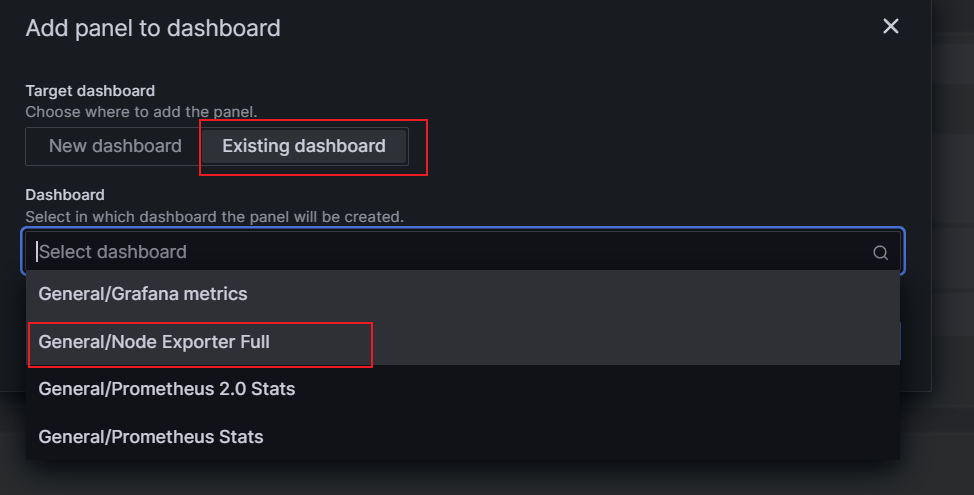 Add panel to dashboard
Target dashboard
Choose where to add the panel.
New dashboard
Existing dashboard
Dashboard
Select in which dashboard the panel will be created.
Select dashboard
General/Grafana metrics
General/Node Exporter Full
General/Prometheus 2.0 Stats
General/Prometheus Stats